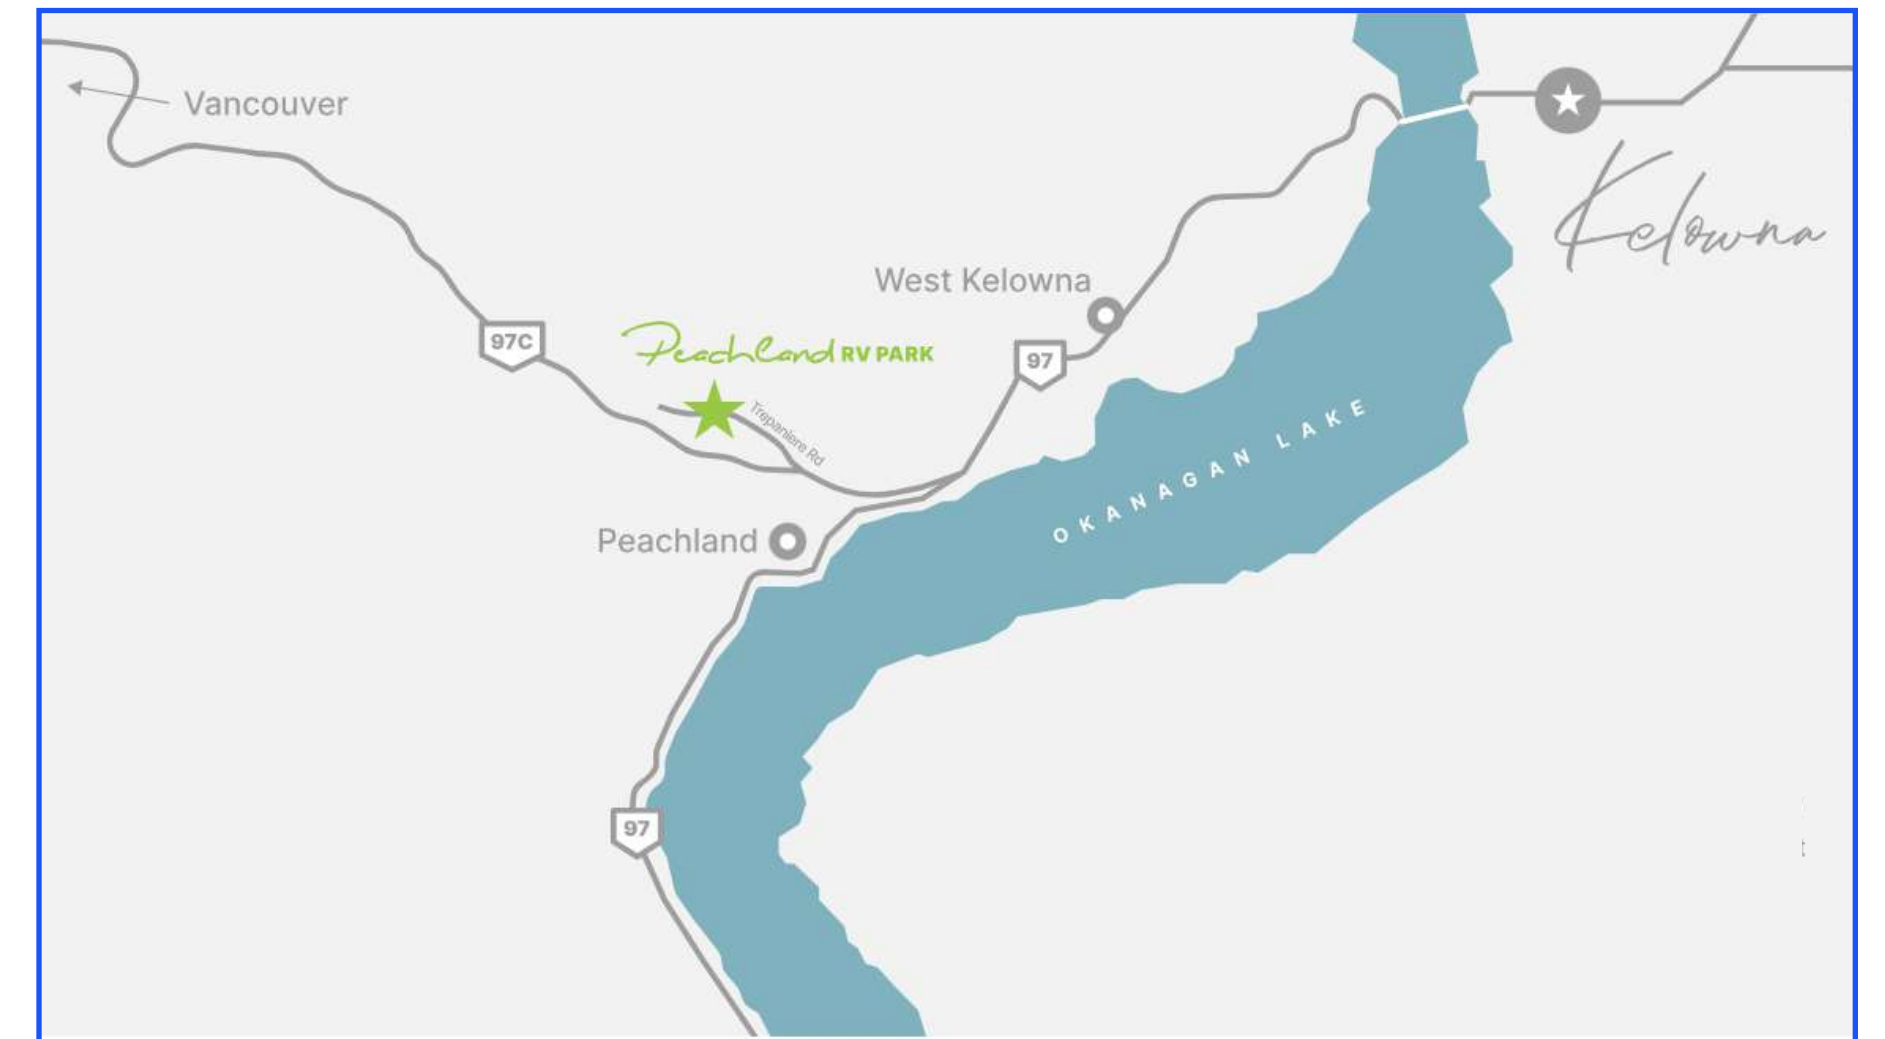 Vancouver
Kelowna
West Kelowna
97C
Peachland RV PARK
97
Trepaniere Rd
OKANAGAN LAKE
Peachland
97